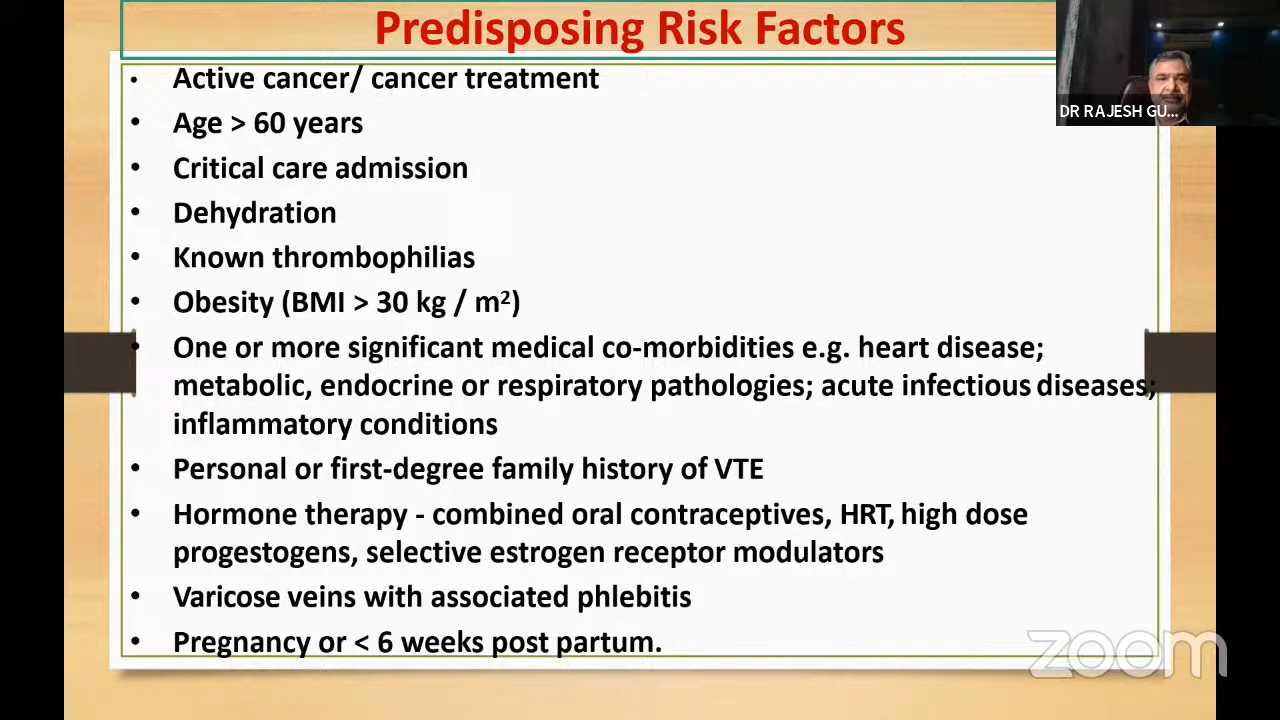 Predisposing Risk Factors
DR RAJESH GU...
• Active cancer/ cancer treatment
• Age > 60 years
• Critical care admission
• Dehydration
• Known thrombophilias
• Obesity (BMI > 30 kg / m²)
• One or more significant medical co-morbidities e.g. heart disease;
metabolic, endocrine or respiratory pathologies; acute infectious diseases;
inflammatory conditions
• Personal or first-degree family history of VTE
• Hormone therapy - combined oral contraceptives, HRT, high dose
progestogens, selective estrogen receptor modulators
• Varicose veins with associated phlebitis
• Pregnancy or < 6 weeks post partum.
zoom